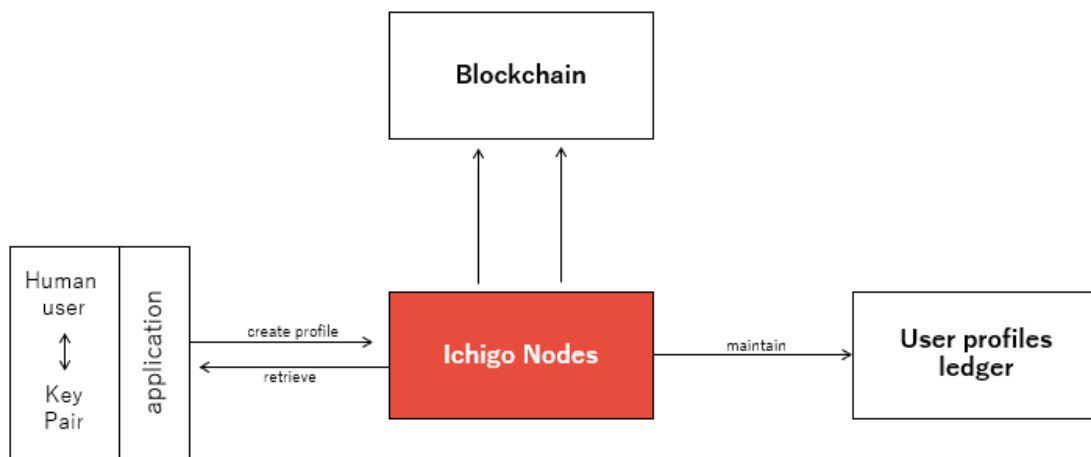 Blockchain
Human
user
Key
Pair
application
create profile
retrieve
Ichigo Nodes
maintain
User profiles
ledger